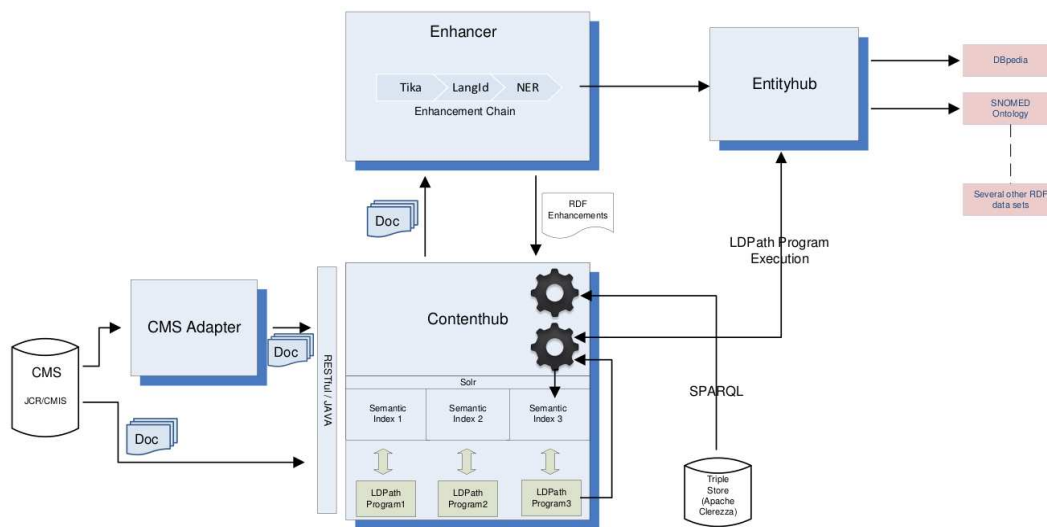 Enhancer
Tika
LangId
NER
Enhancement Chain
Entityhub
DBpedia
SNOMED
Ontology
Several other RDF
data sets
Doc
RDF
Enhancements
LDPath Program
Execution
CMS Adapter
Doc
RESTful / JAVA
Contenthub
CMS
JCR/CMIS
Doc
Solr
Semantic
Index 1
Semantic
Index 2
Semantic
Index 3
SPARQL
LDPath
Program1
LDPath
Program2
LDPath
Program3
Triple
Store
(Apache
Clerezza)